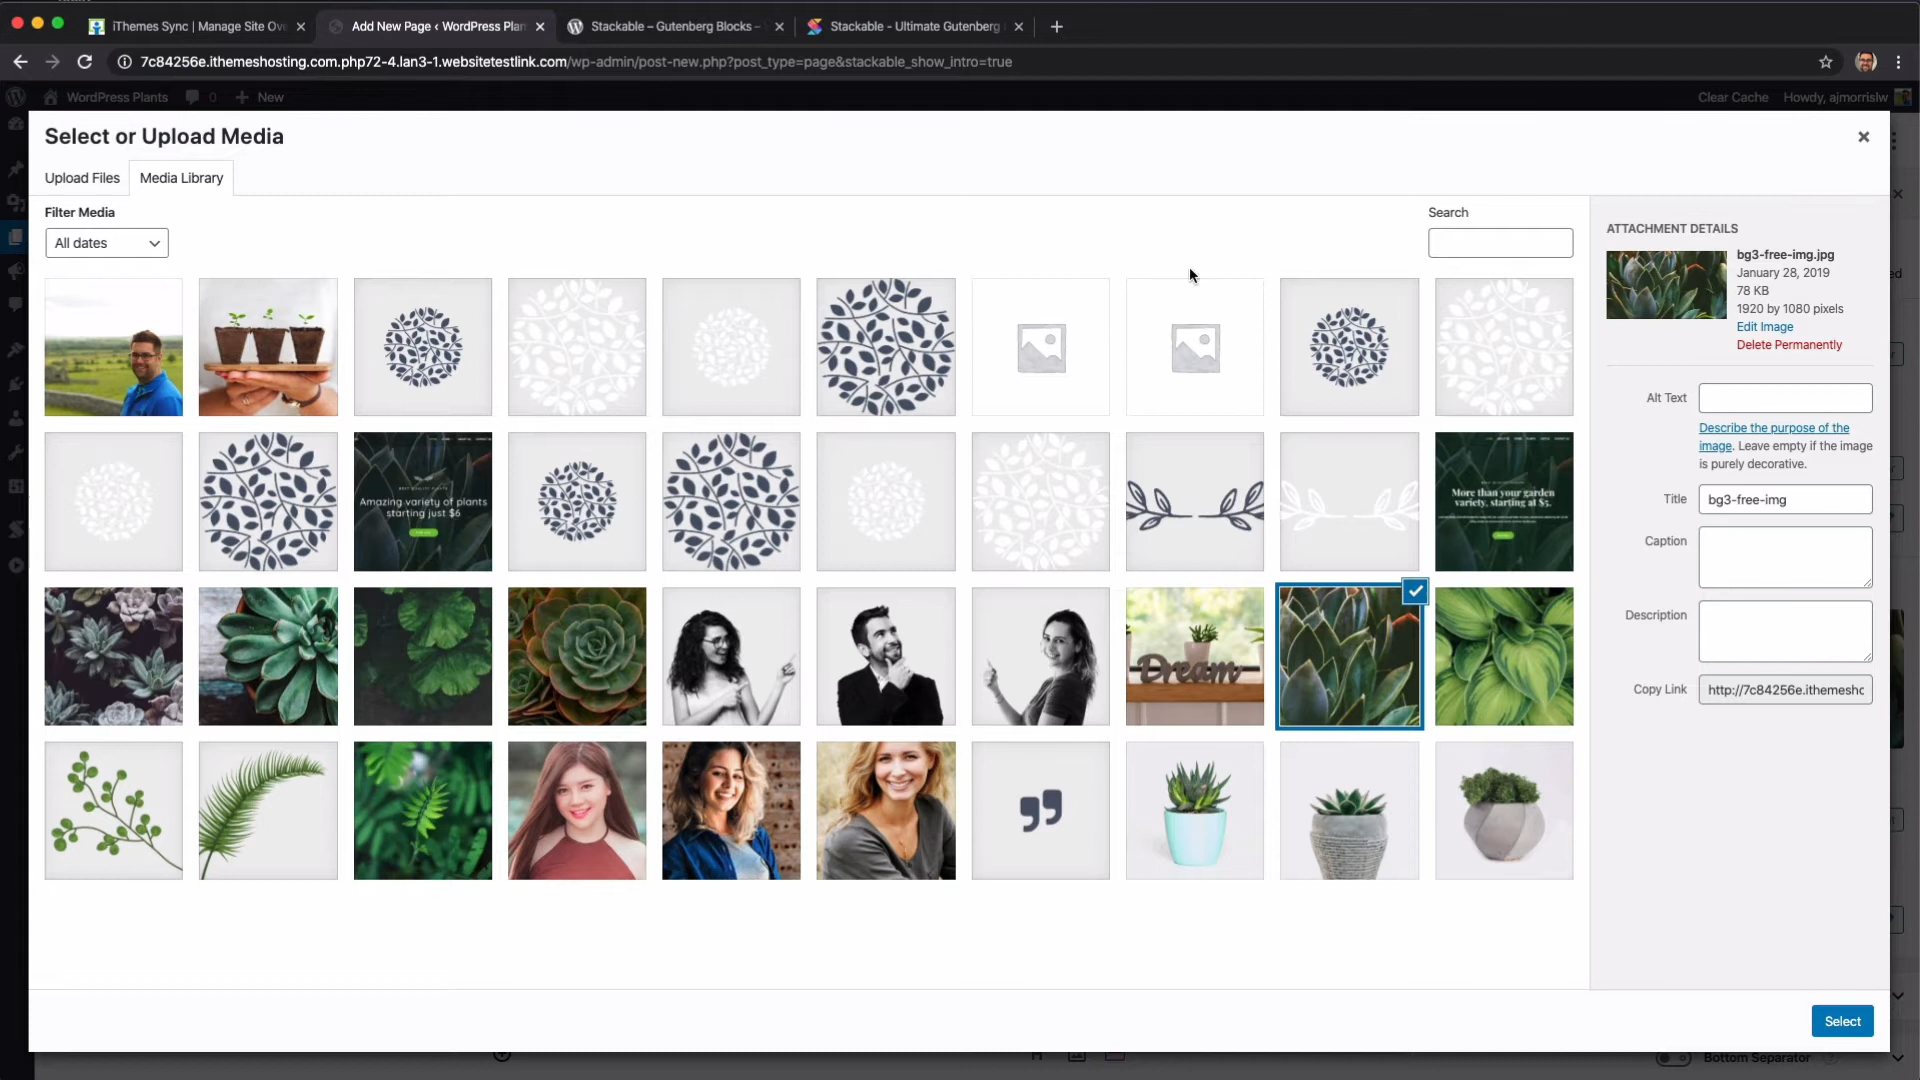 iThemes Sync | Manage Site Ov
Add New Page ‹ WordPress Plan
Stackable – Gutenberg Blocks –
Stackable - Ultimate Gutenberg
7c84256e.ithemeshosting.com.php72-4.lan3-1.websitetestlink.com/wp-admin/post-new.php?post_type=page&stackable_show_intro=true
WordPress Plants
0
New
Clear Cache
Howdy, ajmorrislw
Select or Upload Media
Upload Files
Media Library
Filter Media
All dates
Search
Amazing variety of plants
starting just $6
More than your garden
variety, starting at $5.
Dream
ATTACHMENT DETAILS
bg3-free-img.jpg
January 28, 2019
78 KB
1920 by 1080 pixels
Edit Image
Delete Permanently
Alt Text
Describe the purpose of the
image. Leave empty if the image
is purely decorative.
Title
bg3-free-img
Caption
Description
Copy Link
http://7c84256e.ithemeshc
Select
Bottom Separator